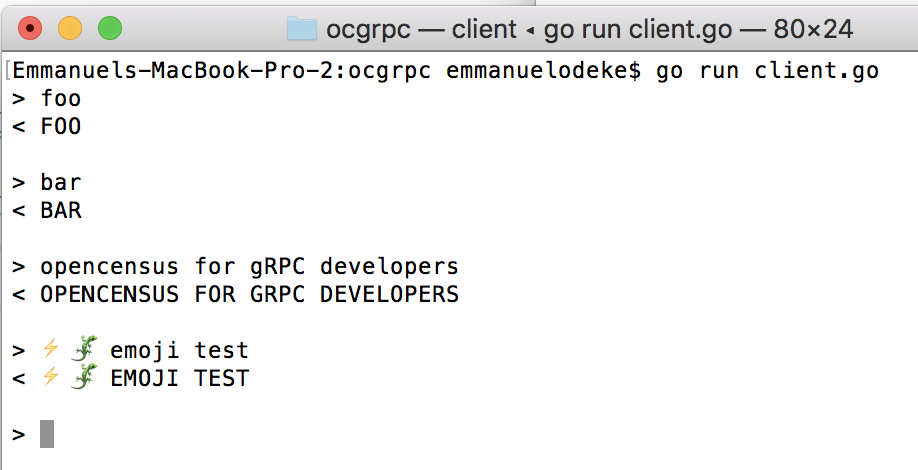 ocgrpc — client ◂ go run client.go — 80×24
[Emmanuels-MacBook-Pro-2:ocgrpc emmanuelodeke$ go run client.go
> foo
< FOO
> bar
< BAR
> opencensus for gRPC developers
< OPENCENSUS FOR GRPC DEVELOPERS
> ⚡🦎 emoji test
< ⚡🦎 EMOJI TEST
>